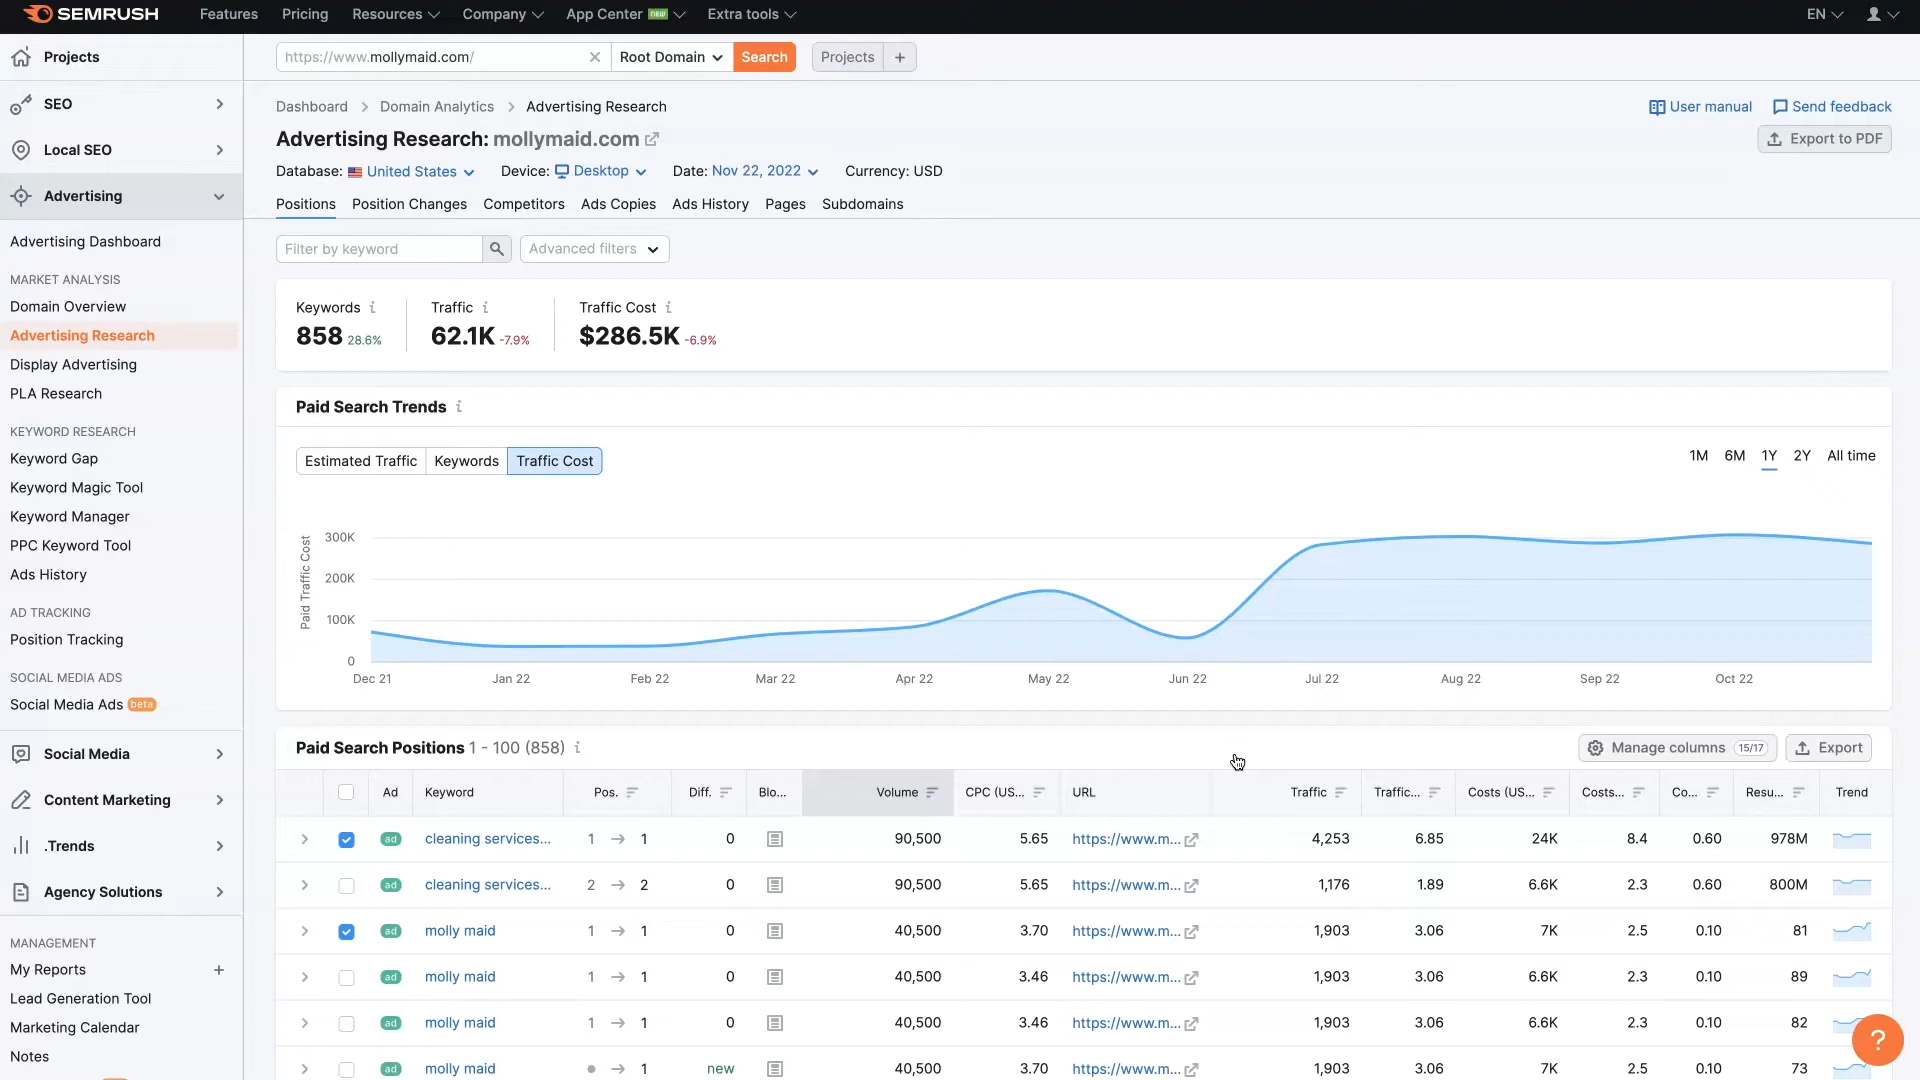 SEMRUSH
Features Pricing Resources Company App Center NEW Extra tools EN
Projects
SEO
Local SEO
Advertising
Advertising Dashboard
MARKET ANALYSIS
Domain Overview
Advertising Research
Display Advertising
PLA Research
KEYWORD RESEARCH
Keyword Gap
Keyword Magic Tool
Keyword Manager
PPC Keyword Tool
Ads History
AD TRACKING
Position Tracking
SOCIAL MEDIA ADS
Social Media Ads beta
Social Media
Content Marketing
.Trends
Agency Solutions
MANAGEMENT
My Reports +
Lead Generation Tool
Marketing Calendar
Notes
https://www.mollymaid.com/ × Root Domain Search Projects +
Dashboard > Domain Analytics > Advertising Research
User manual Send feedback
Advertising Research: mollymaid.com
Export to PDF
Database: United States Device: Desktop Date: Nov 22, 2022 Currency: USD
Positions Position Changes Competitors Ads Copies Ads History Pages Subdomains
Filter by keyword Advanced filters
Keywords i Traffic i Traffic Cost i
858 28.6% 62.1K -7.9% $286.5K -6.9%
Paid Search Trends i
Estimated Traffic Keywords Traffic Cost
1M 6M 1Y 2Y All time
Paid Traffic Cost
300K
200K
100K
0
Dec 21 Jan 22 Feb 22 Mar 22 Apr 22 May 22 Jun 22 Jul 22 Aug 22 Sep 22 Oct 22
Paid Search Positions 1 - 100 (858) i
Manage columns 15/17 Export
Ad Keyword Pos. Diff. Blo... Volume CPC (US... URL Traffic Traffic... Costs (US... Costs... Co... Resu... Trend
ad cleaning services... 1 → 1 0 90,500 5.65 https://www.m... 4,253 6.85 24K 8.4 0.60 978M
ad cleaning services... 2 → 2 0 90,500 5.65 https://www.m... 1,176 1.89 6.6K 2.3 0.60 800M
ad molly maid 1 → 1 0 40,500 3.70 https://www.m... 1,903 3.06 7K 2.5 0.10 81
ad molly maid 1 → 1 0 40,500 3.46 https://www.m... 1,903 3.06 6.6K 2.3 0.10 89
ad molly maid 1 → 1 0 40,500 3.46 https://www.m... 1,903 3.06 6.6K 2.3 0.10 82
ad molly maid • → 1 new 40,500 3.70 https://www.m... 1,903 3.06 7K 2.5 0.10 73
?